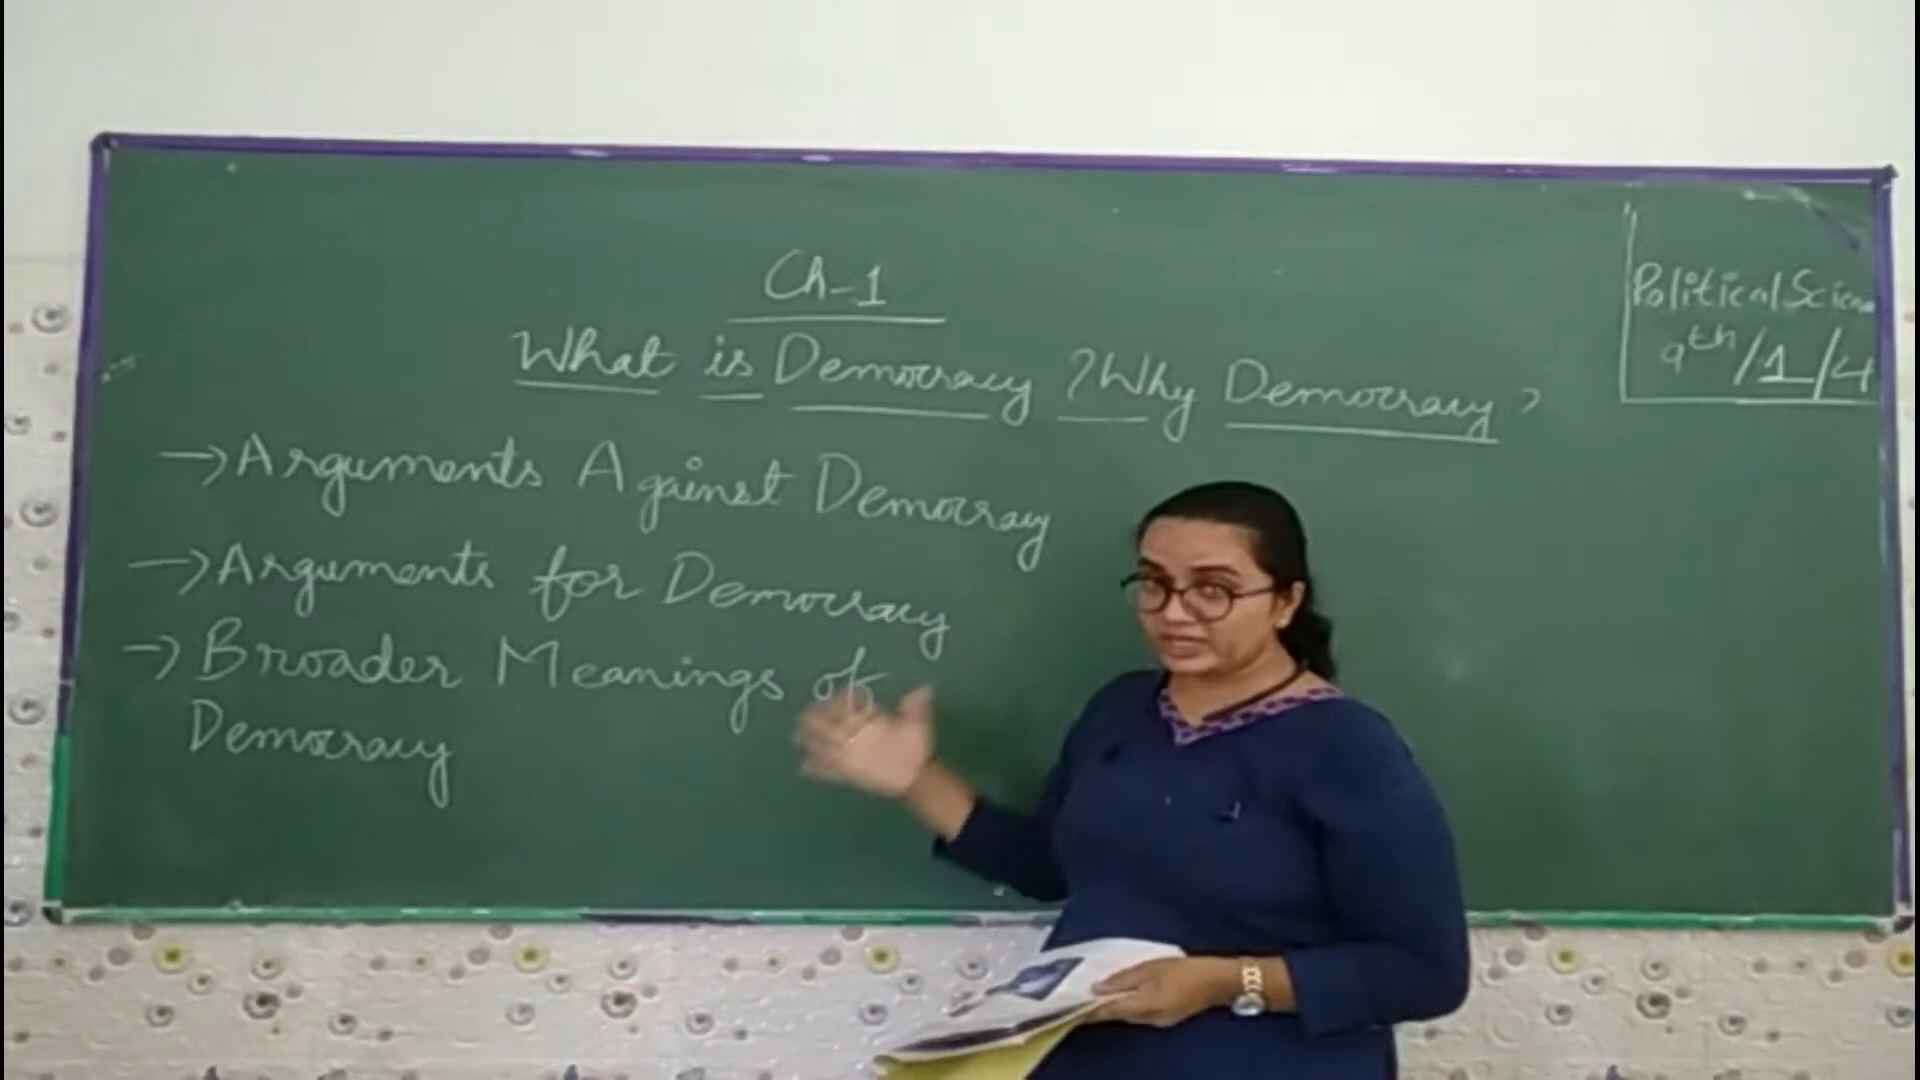 Ch-1
What is Democracy ? Why Democracy ?
→ Arguments Against Democracy
→ Arguments for Democracy
→ Broader Meanings of
Democracy
Political
9th/1/4